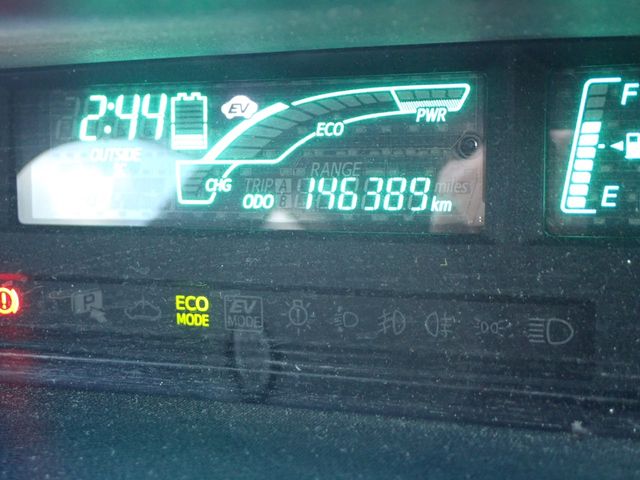 2:44
EV
F
PWR
ECO
OUTSIDE
RANGE
CHG
TRIP A miles
B
ODO 146389 km
E
P
ECO
MODE
EV
MODE